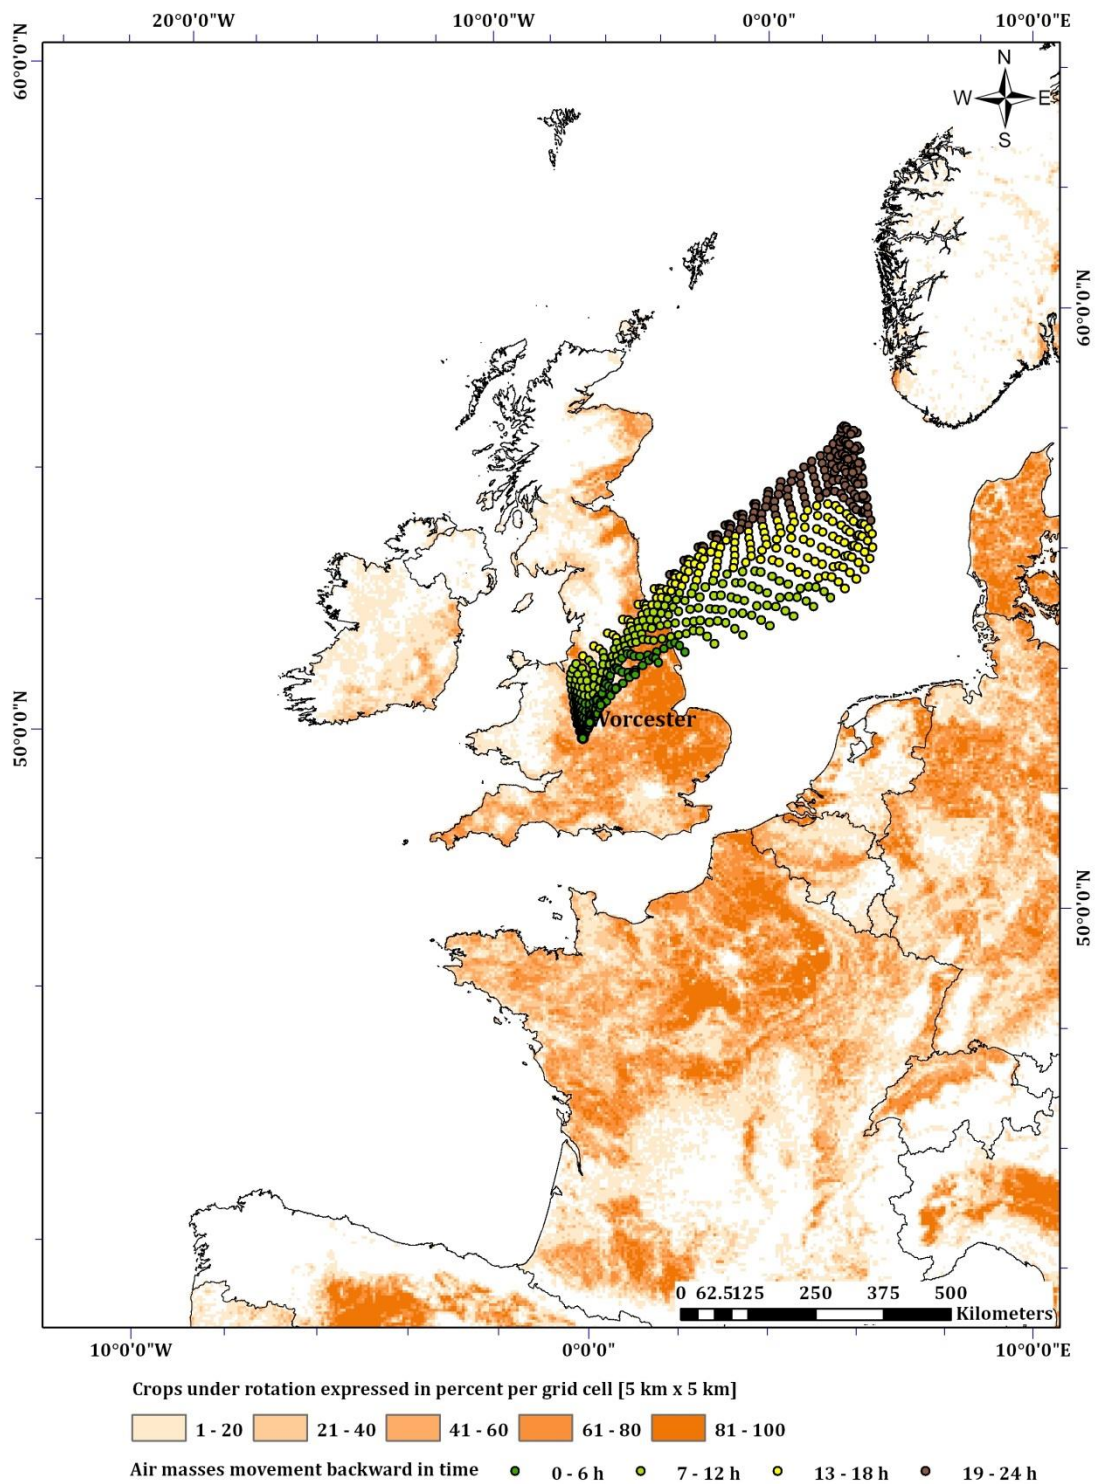 20°0'0"W 10°0'0"W 0°0'0" 10°0'0"E
60°0'0"N
N
W E
S
60°0'0"N
Worcester
50°0'0"N
50°0'0"N
0 62.5125 250 375 500
Kilometers
10°0'0"W 0°0'0" 10°0'0"E
Crops under rotation expressed in percent per grid cell [5 km x 5 km]
1 - 20 21 - 40 41 - 60 61 - 80 81 - 100
Air masses movement backward in time 0 - 6 h 7 - 12 h 13 - 18 h 19 - 24 h